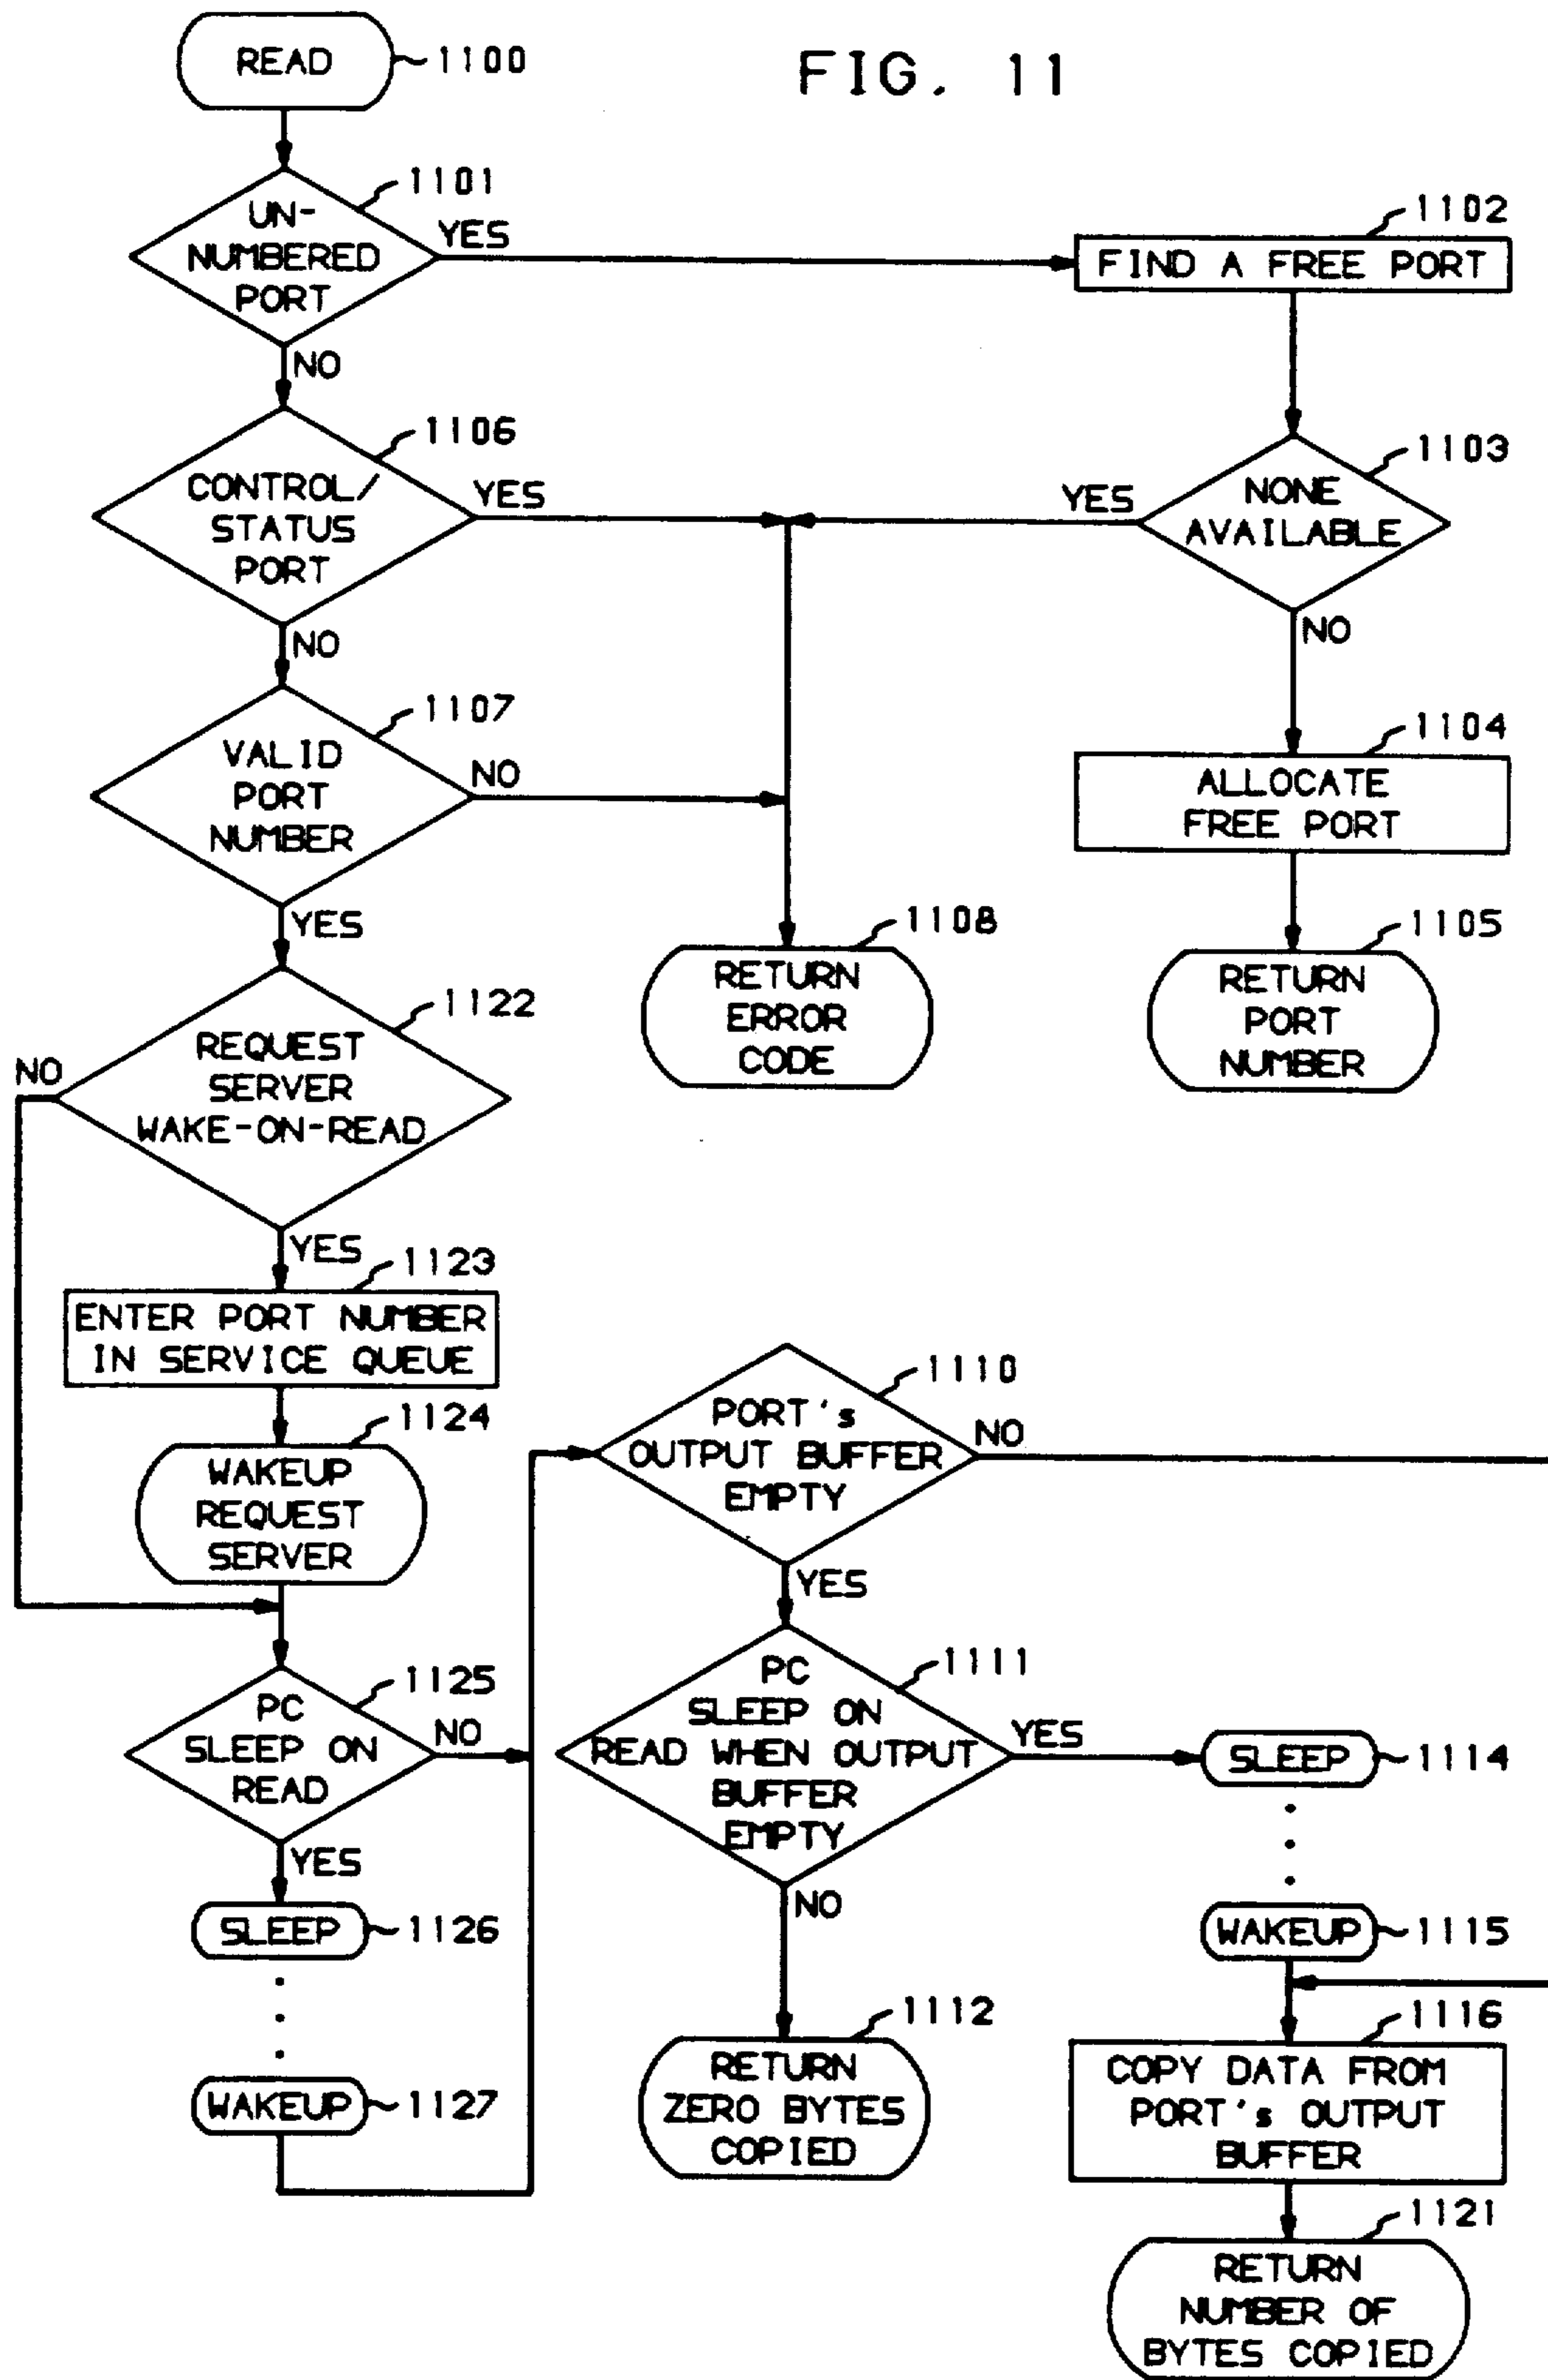 READ
1100
FIG. 11
1101
UN-
NUMBERED
PORT
YES
NO
1102
FIND A FREE PORT
1106
CONTROL/
STATUS
PORT
YES
NO
1103
NONE
AVAILABLE
YES
NO
1107
VALID
PORT
NUMBER
NO
YES
1104
ALLOCATE
FREE PORT
1108
RETURN
ERROR
CODE
1105
RETURN
PORT
NUMBER
1122
REQUEST
SERVER
WAKE-ON-READ
NO
YES
1123
ENTER PORT NUMBER
IN SERVICE QUEUE
1124
WAKEUP
REQUEST
SERVER
1110
PORT's
OUTPUT BUFFER
EMPTY
NO
YES
1125
PC
SLEEP ON
READ
NO
YES
1111
PC
SLEEP ON
READ WHEN OUTPUT
BUFFER
EMPTY
YES
NO
SLEEP
1114
SLEEP
1126
WAKEUP
1115
WAKEUP
1127
1112
RETURN
ZERO BYTES
COPIED
1116
COPY DATA FROM
PORT's OUTPUT
BUFFER
1121
RETURN
NUMBER OF
BYTES COPIED